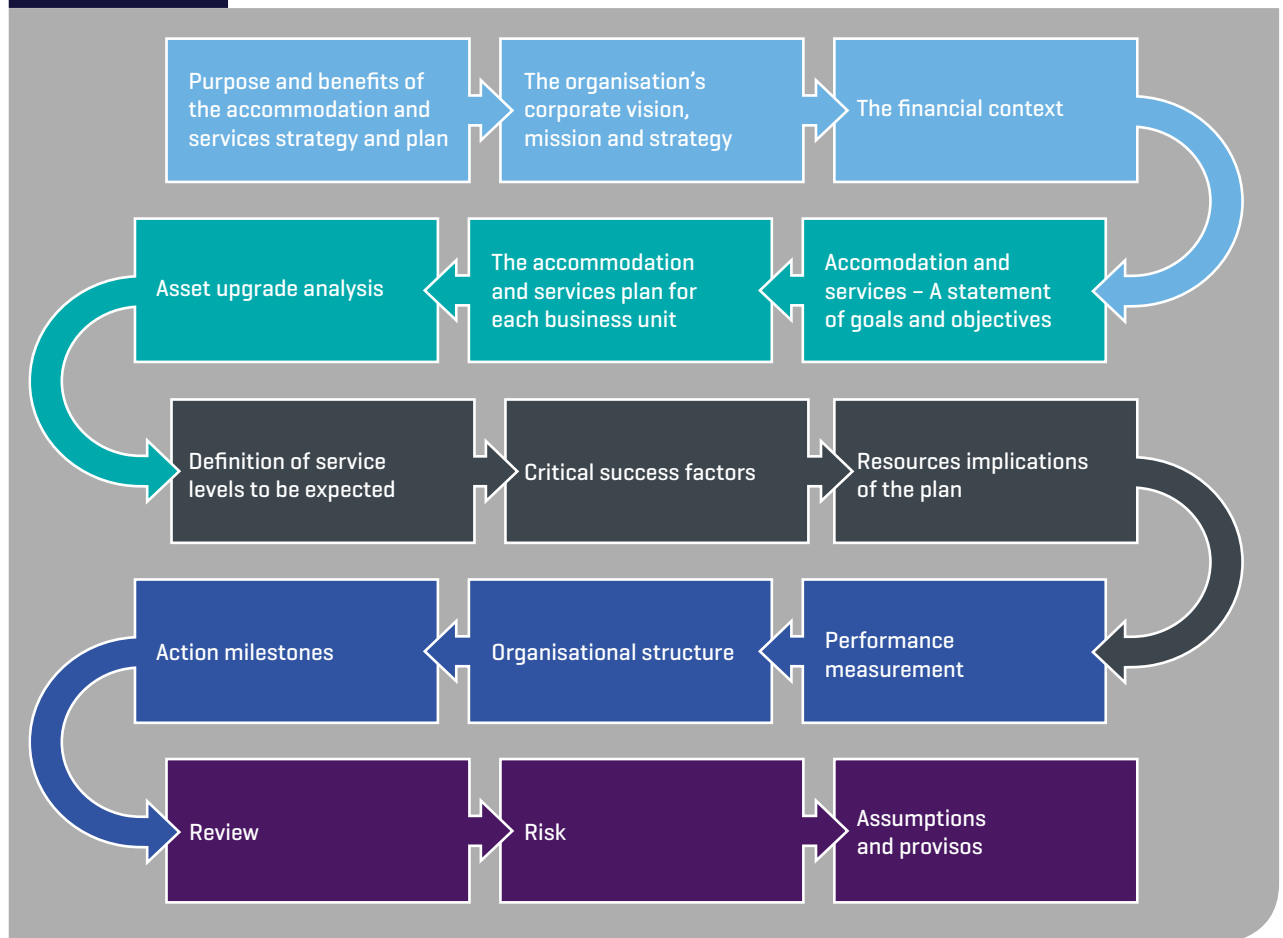 Purpose and benefits of
the accommodation and
services strategy and plan
The organisation's
corporate vision,
mission and strategy
The financial context
Accomodation and
services – A statement
of goals and objectives
The accommodation
and services plan for
each business unit
Asset upgrade analysis
Definition of service
levels to be expected
Critical success factors
Resources implications
of the plan
Performance
measurement
Organisational structure
Action milestones
Review
Risk
Assumptions
and provisos